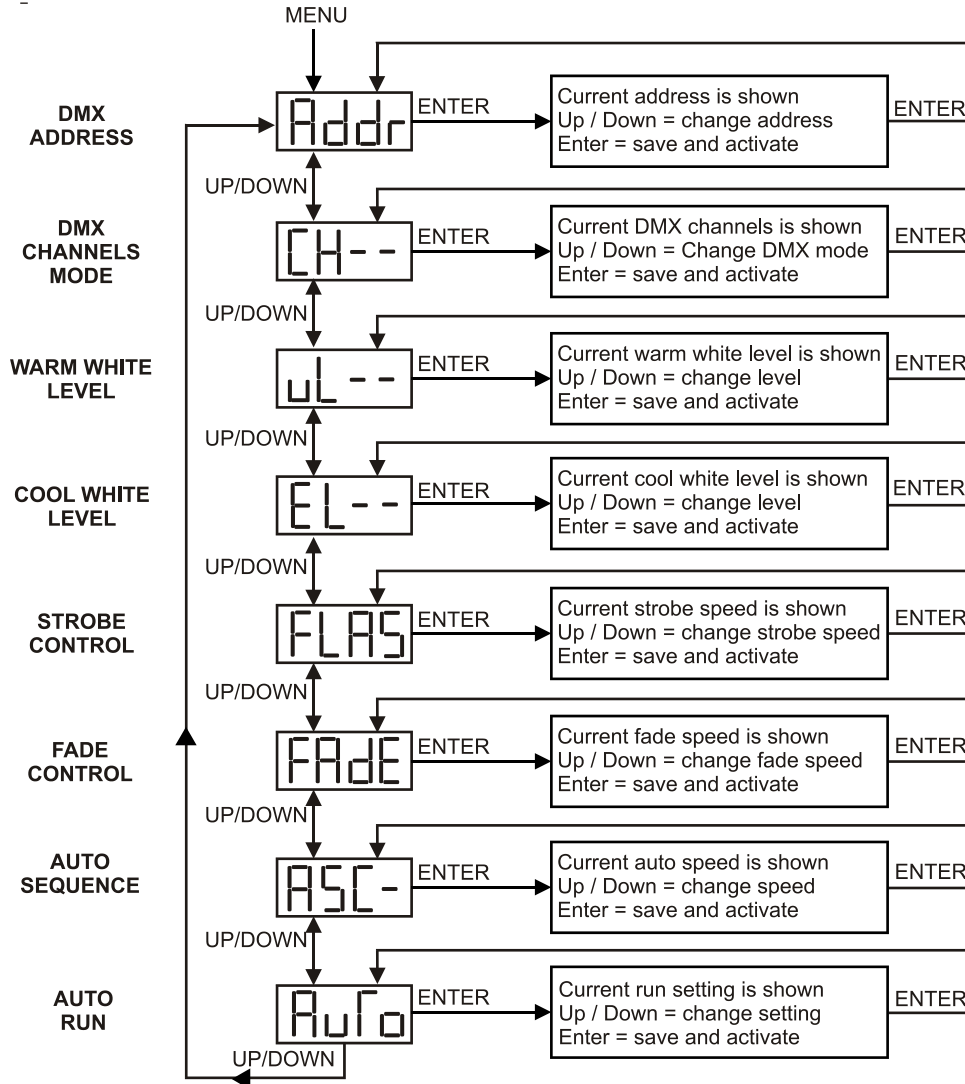 MENU
DMX
ADDRESS
Addr
ENTER
Current address is shown
Up / Down = change address
Enter = save and activate
ENTER
UP/DOWN
DMX
CHANNELS
MODE
CH--
ENTER
Current DMX channels is shown
Up / Down = Change DMX mode
Enter = save and activate
ENTER
UP/DOWN
WARM WHITE
LEVEL
uL--
ENTER
Current warm white level is shown
Up / Down = change level
Enter = save and activate
ENTER
UP/DOWN
COOL WHITE
LEVEL
EL--
ENTER
Current cool white level is shown
Up / Down = change level
Enter = save and activate
ENTER
UP/DOWN
STROBE
CONTROL
FLAS
ENTER
Current strobe speed is shown
Up / Down = change strobe speed
Enter = save and activate
ENTER
UP/DOWN
FADE
CONTROL
FAdE
ENTER
Current fade speed is shown
Up / Down = change fade speed
Enter = save and activate
ENTER
UP/DOWN
AUTO
SEQUENCE
ASC-
ENTER
Current auto speed is shown
Up / Down = change speed
Enter = save and activate
ENTER
UP/DOWN
AUTO
RUN
AuTo
ENTER
Current run setting is shown
Up / Down = change setting
Enter = save and activate
ENTER
UP/DOWN